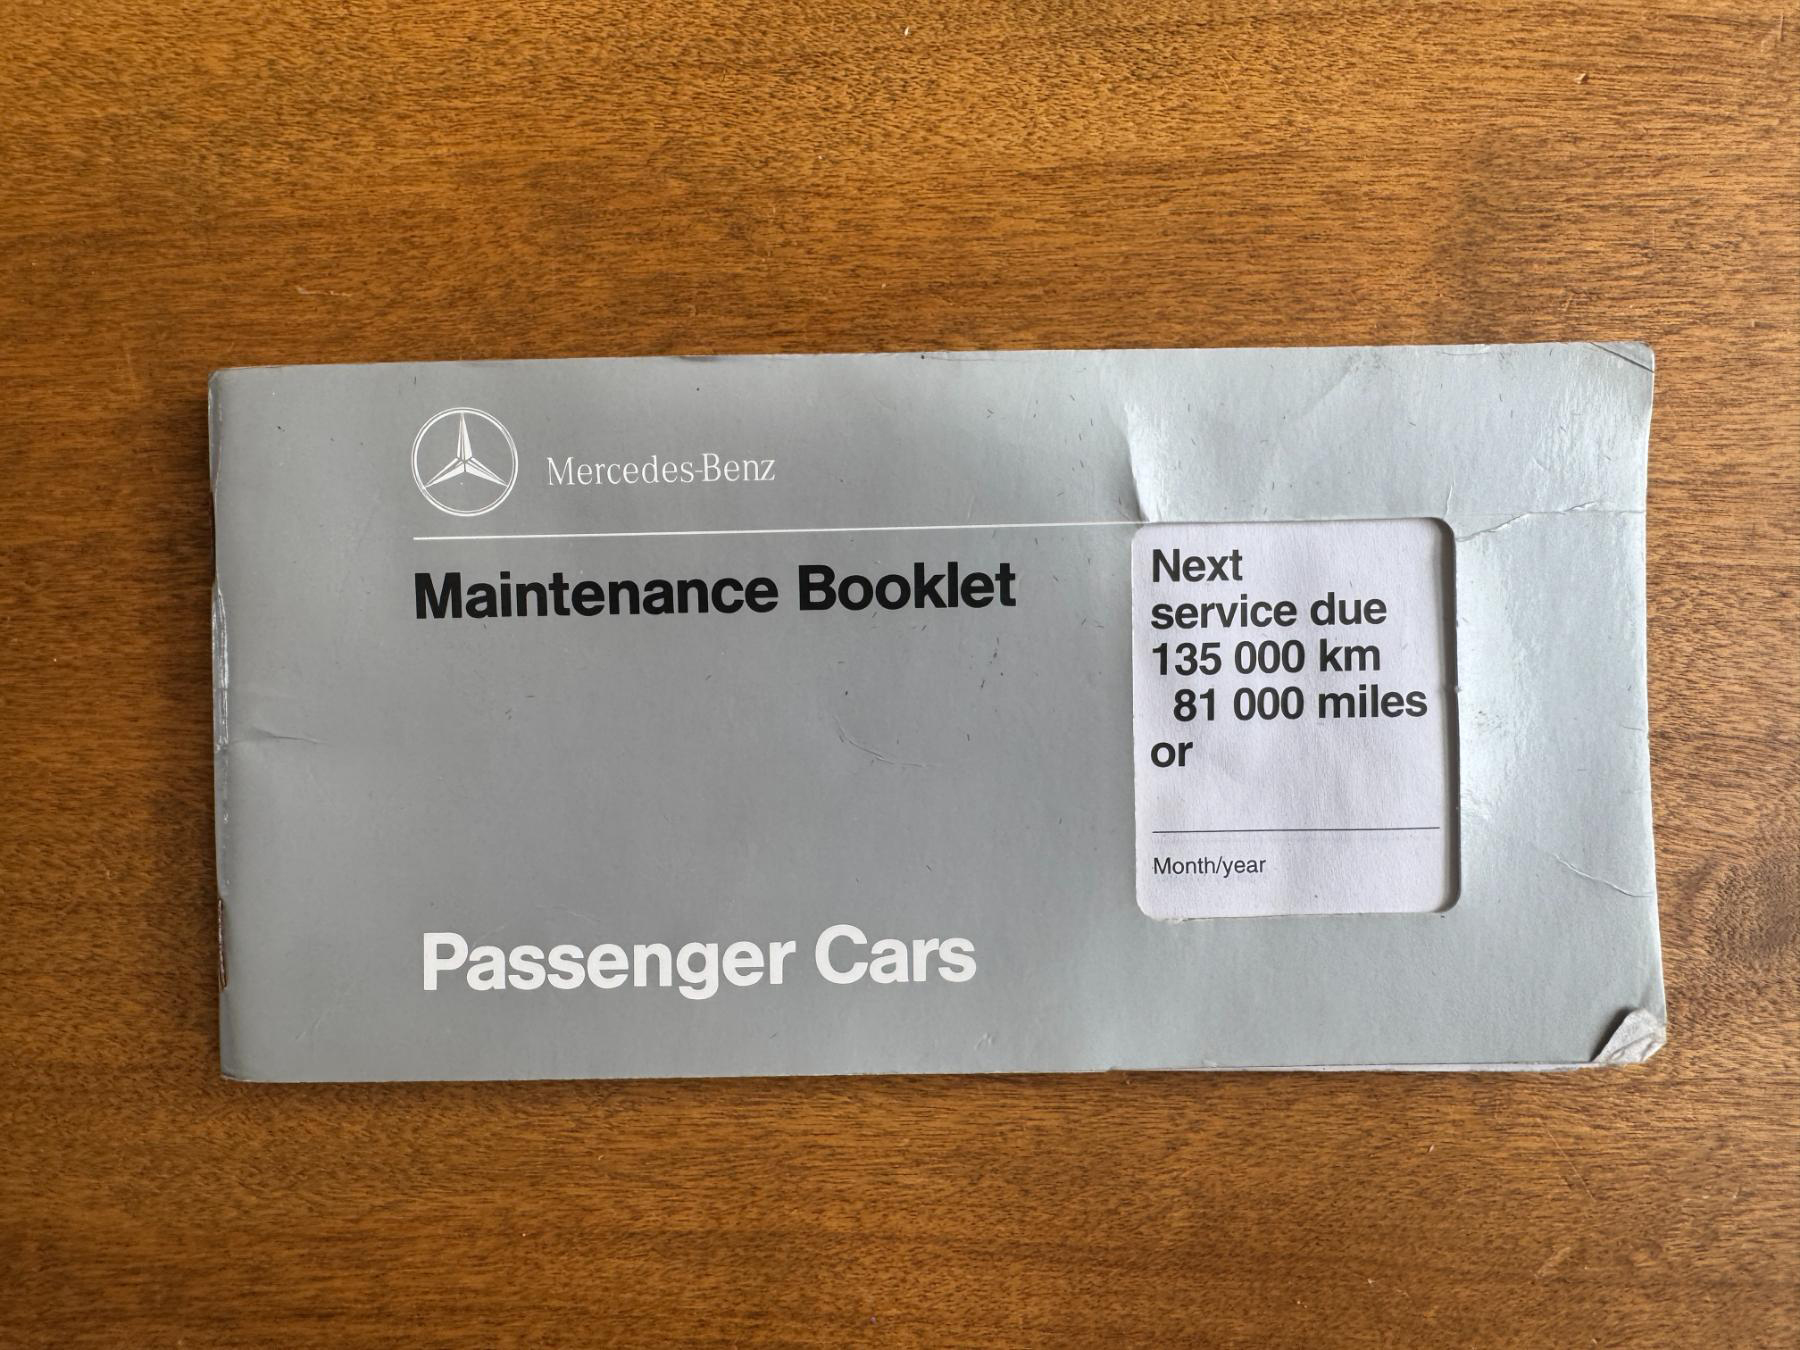 Mercedes-Benz
Maintenance Booklet
Next
service due
135 000 km
81 000 miles
or
Month/year
Passenger Cars